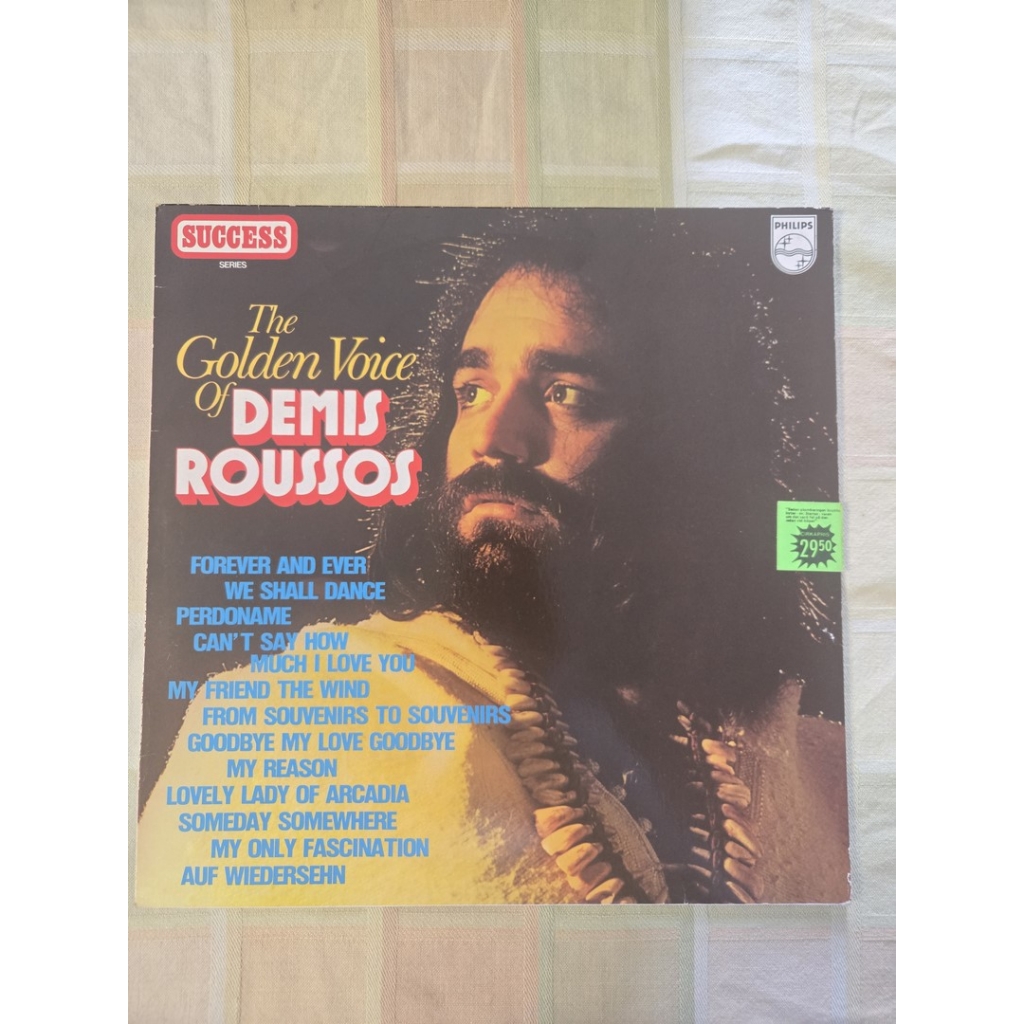 SUCCESS
SERIES
PHILIPS
The
Golden Voice
Of DEMIS
ROUSSOS
FOREVER AND EVER
WE SHALL DANCE
PERDONAME
CAN'T SAY HOW
MUCH I LOVE YOU
MY FRIEND THE WIND
FROM SOUVENIRS TO SOUVENIRS
GOODBYE MY LOVE GOODBYE
MY REASON
LOVELY LADY OF ARCADIA
SOMEDAY SOMEWHERE
MY ONLY FASCINATION
AUF WIEDERSEHN
2950